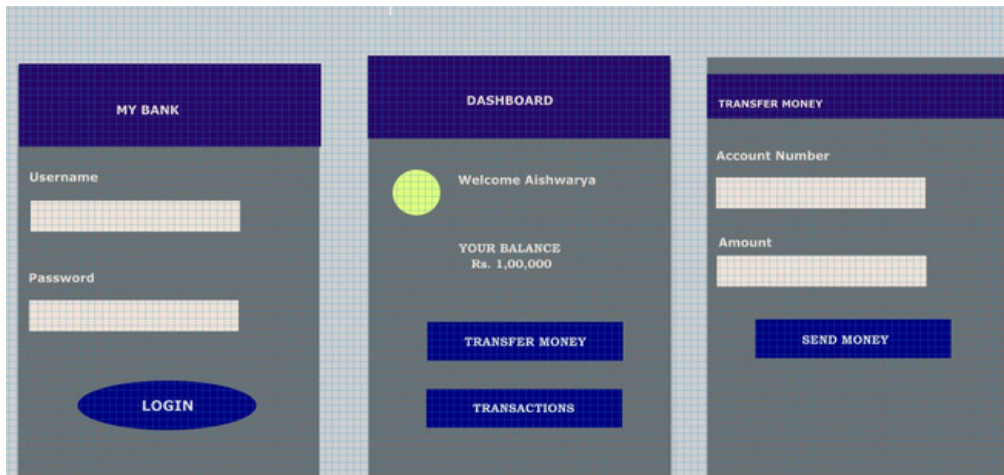 MY BANK
Username
Password
LOGIN
DASHBOARD
Welcome Aishwarya
YOUR BALANCE
Rs. 1,00,000
TRANSFER MONEY
TRANSACTIONS
TRANSFER MONEY
Account Number
Amount
SEND MONEY